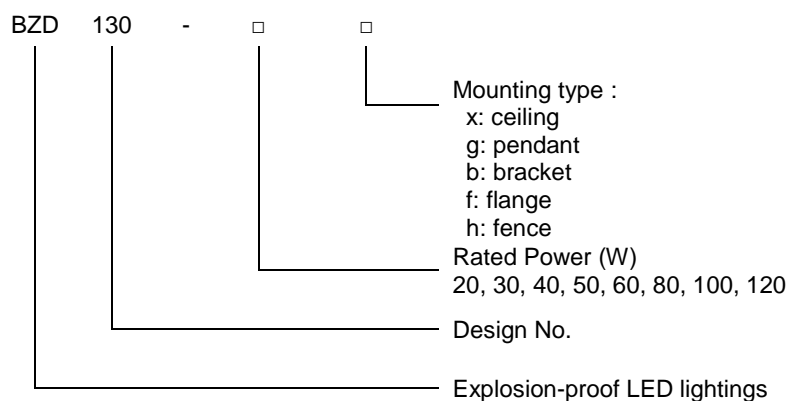 BZD 130 - □ □
Mounting type :
x: ceiling
g: pendant
b: bracket
f: flange
h: fence
Rated Power (W)
20, 30, 40, 50, 60, 80, 100, 120
Design No.
Explosion-proof LED lightings